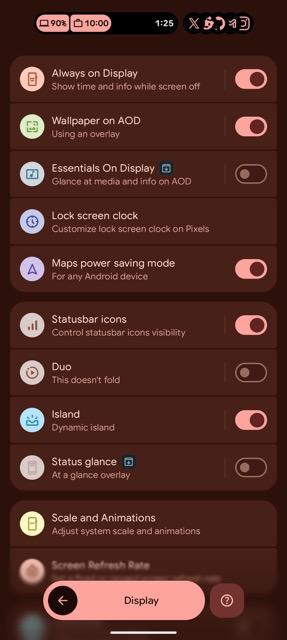 90% 10:00 1:25
Always on Display
Show time and info while screen off
Wallpaper on AOD
Using an overlay
Essentials On Display
Glance at media and info on AOD
Lock screen clock
Customize lock screen clock on Pixels
Maps power saving mode
For any Android device
Statusbar icons
Control statusbar icons visibility
Duo
This doesn't fold
Island
Dynamic island
Status glance
At a glance overlay
Scale and Animations
Adjust system scale and animations
Screen Refresh Rate
Display